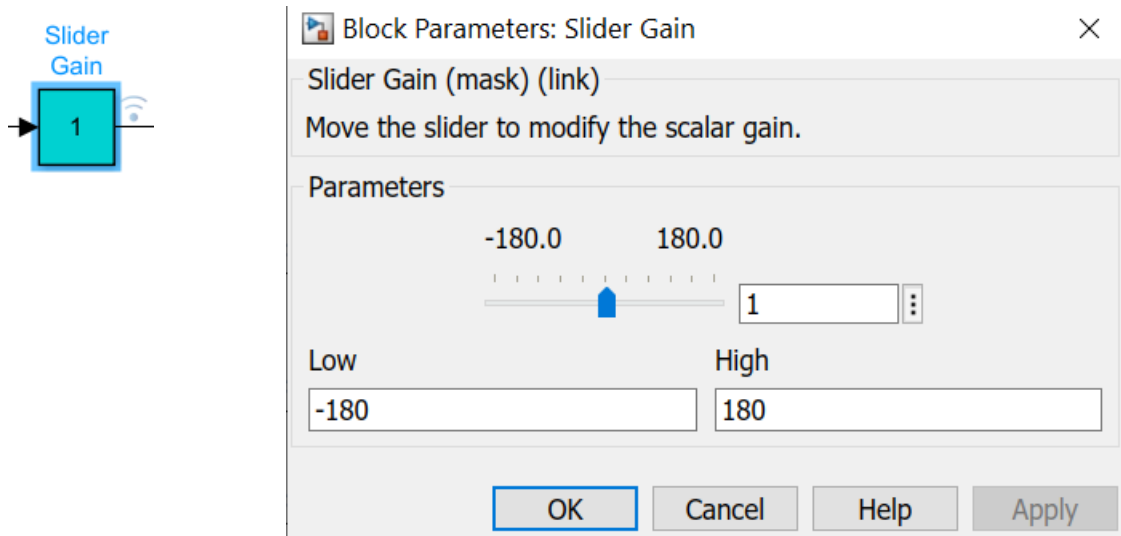 Slider
Gain
1
Block Parameters: Slider Gain
Slider Gain (mask) (link)
Move the slider to modify the scalar gain.
Parameters
-180.0 180.0
1
Low High
-180 180
OK Cancel Help Apply